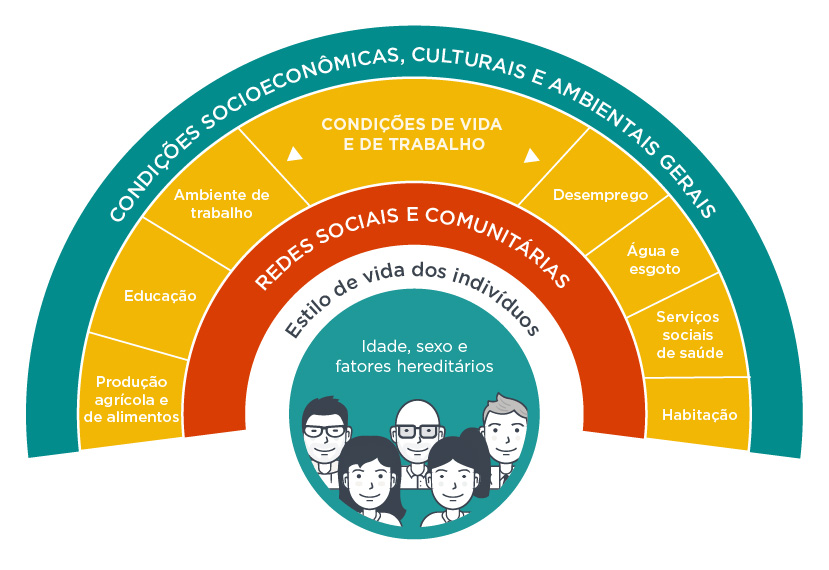 CONDIÇÕES SOCIOECONÔMICAS, CULTURAIS E AMBIENTAIS GERAIS
CONDIÇÕES DE VIDA
E DE TRABALHO
Ambiente de
trabalho
Educação
Produção
agrícola e
de alimentos
Desemprego
Água e
esgoto
Serviços
sociais
de saúde
Habitação
REDES SOCIAIS E COMUNITÁRIAS
Estilo de vida dos indivíduos
Idade, sexo e
fatores hereditários